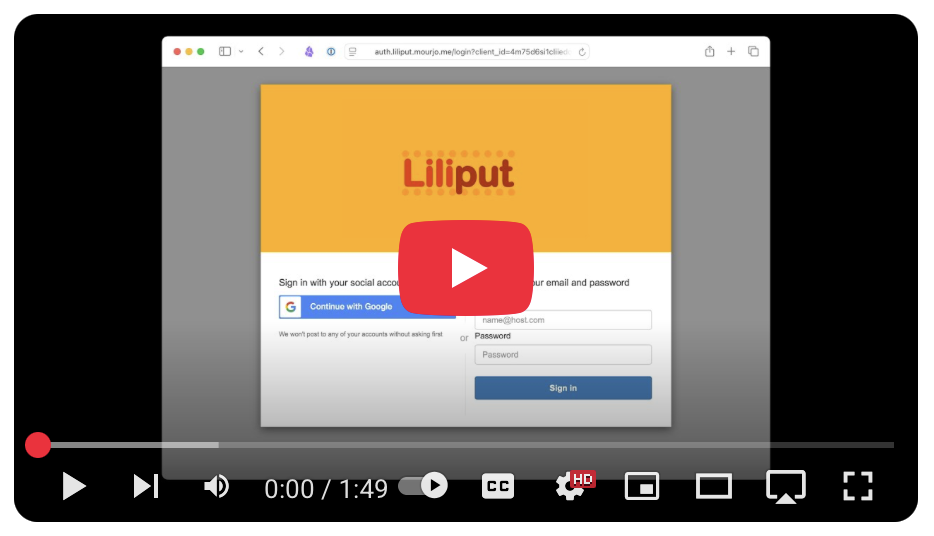 auth.liliput.mourjo.me/login?client_id=4m75d6si1cliied
Liliput
Sign in with your social accou
our email and password
Continue with Google
name@host.com
We won't post to any of your accounts without asking first
or
Password
Password
Sign in
0:00 / 1:49
CC
HD